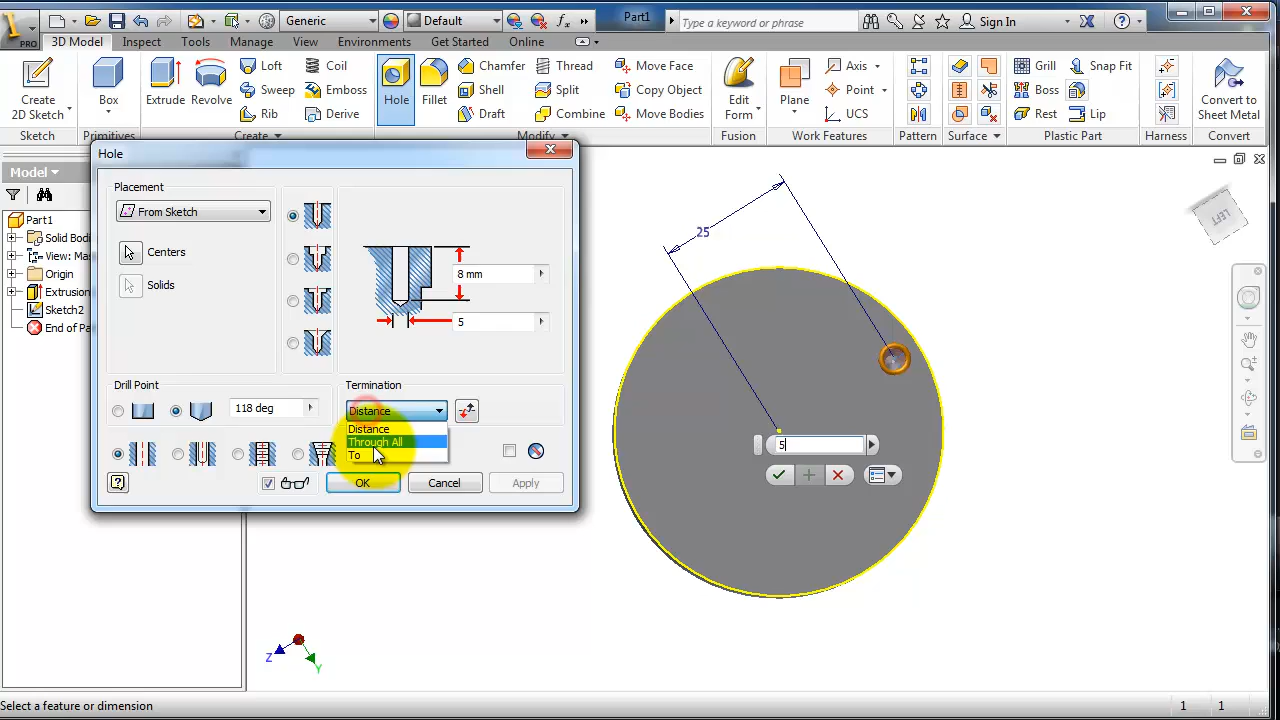 Generic
Default
Part1
Type a keyword or phrase
Sign In
PRO
3D Model
Inspect
Tools
Manage
View
Environments
Get Started
Online
Create
2D Sketch
Box
Extrude
Revolve
Loft
Sweep
Rib
Coil
Emboss
Derive
Hole
Fillet
Chamfer
Shell
Draft
Thread
Split
Combine
Move Face
Copy Object
Move Bodies
Edit
Form
Plane
Axis
Point
UCS
Grill
Boss
Rest
Snap Fit
Lip
Convert to
Sheet Metal
Sketch
Primitives
Create
Modify
Fusion
Work Features
Pattern
Surface
Plastic Part
Harness
Convert
Model
Part1
Solid Bodi
View: Mas
Origin
Extrusion
Sketch2
End of Pa
Hole
Placement
From Sketch
Centers
Solids
8 mm
5
Drill Point
118 deg
Termination
Distance
Distance
Through All
To
OK
Cancel
Apply
25
5
LEFT
Z
Y
Select a feature or dimension
1
1